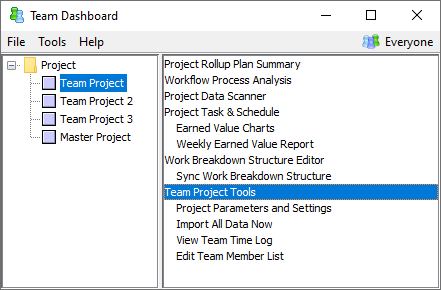 Team Dashboard
File Tools Help Everyone
Project
Team Project
Team Project 2
Team Project 3
Master Project
Project Rollup Plan Summary
Workflow Process Analysis
Project Data Scanner
Project Task & Schedule
Earned Value Charts
Weekly Earned Value Report
Work Breakdown Structure Editor
Sync Work Breakdown Structure
Team Project Tools
Project Parameters and Settings
Import All Data Now
View Team Time Log
Edit Team Member List